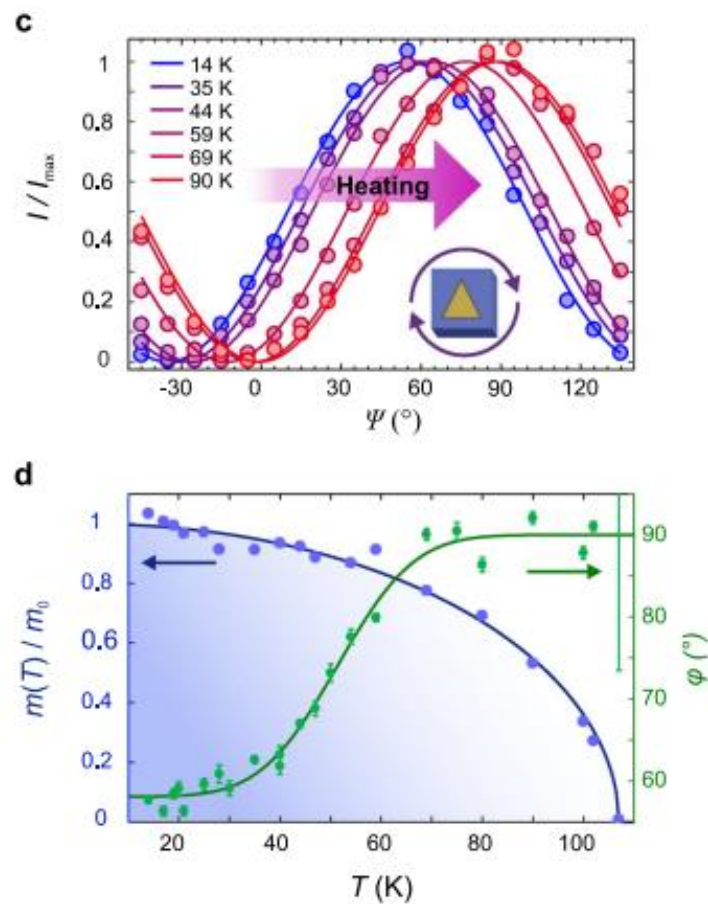 c
I / I_max
1
0.8
0.6
0.4
0.2
0
14 K
35 K
44 K
59 K
69 K
90 K
Heating
-30 0 30 60 90 120
Ψ (°)
d
m(T) / m₀
1
0.8
0.6
0.4
0.2
0
90
80
70
60
φ (°)
20 40 60 80 100
T (K)